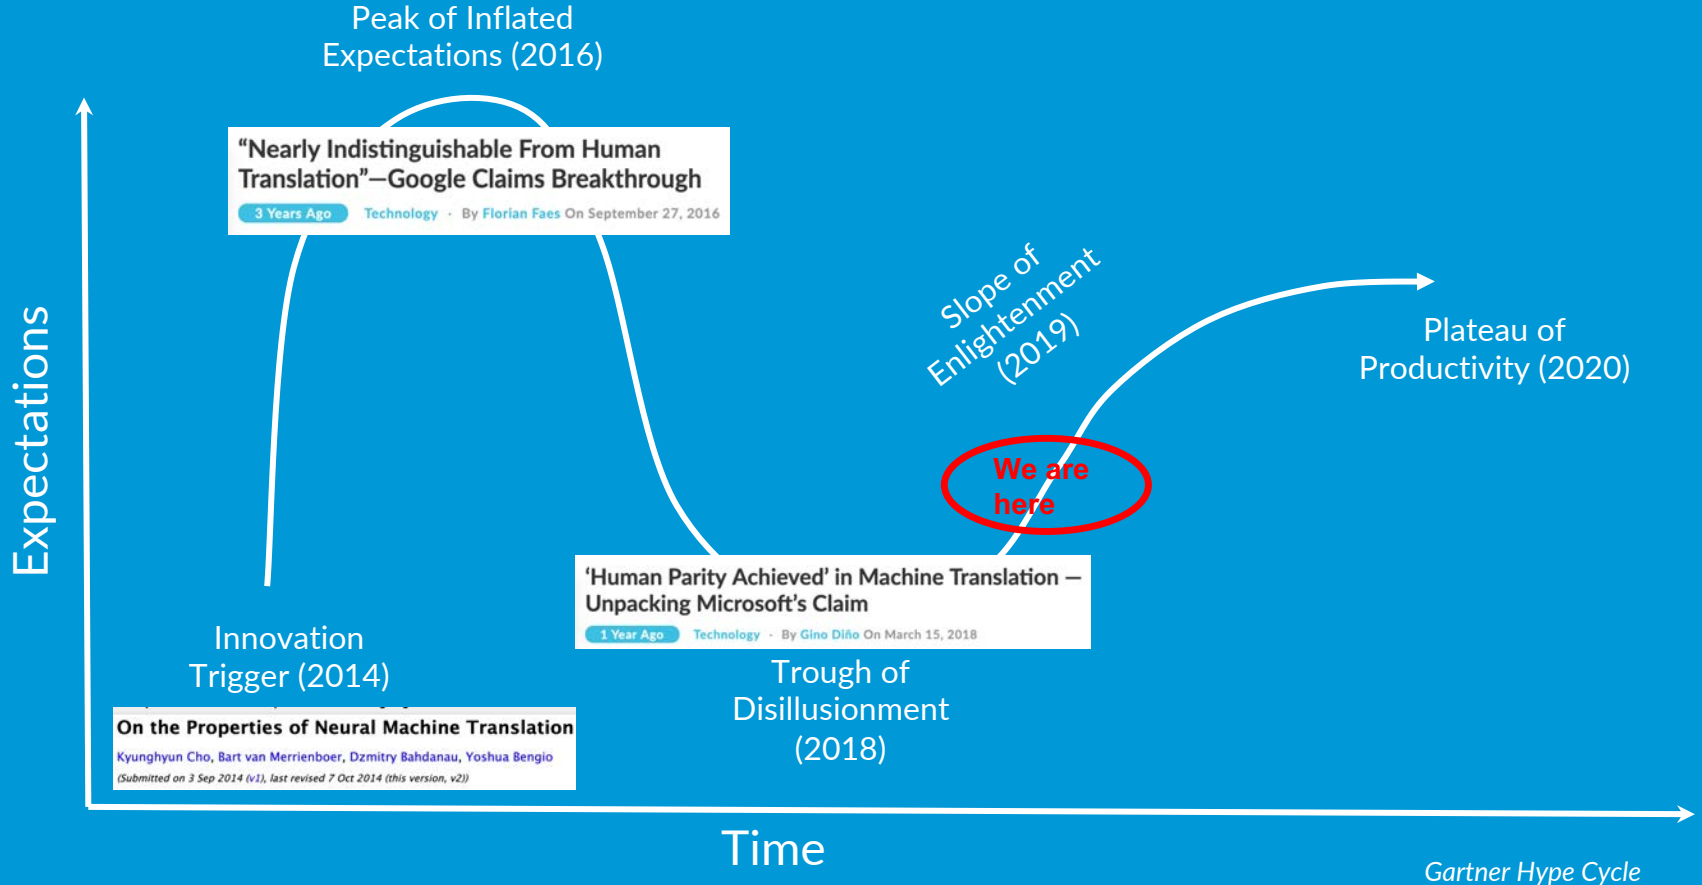 Peak of Inflated
Expectations (2016)
“Nearly Indistinguishable From Human
Translation”—Google Claims Breakthrough
3 Years Ago Technology · By Florian Faes On September 27, 2016
Slope of
Enlightenment
(2019)
Plateau of
Productivity (2020)
Expectations
We are
here
‘Human Parity Achieved’ in Machine Translation —
Unpacking Microsoft’s Claim
1 Year Ago Technology · By Gino Diño On March 15, 2018
Innovation
Trigger (2014)
Trough of
Disillusionment
(2018)
On the Properties of Neural Machine Translation
Kyunghyun Cho, Bart van Merrienboer, Dzmitry Bahdanau, Yoshua Bengio
(Submitted on 3 Sep 2014 (v1), last revised 7 Oct 2014 (this version, v2))
Time
Gartner Hype Cycle